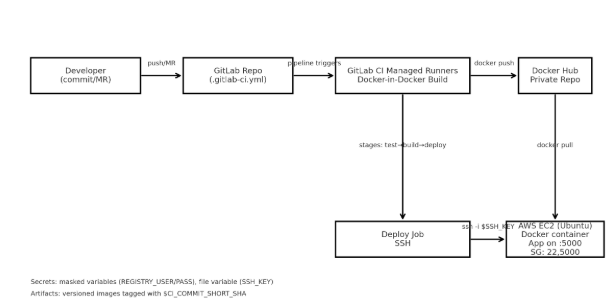 Developer
(commit/MR)
push/MR
GitLab Repo
(.gitlab-ci.yml)
pipeline triggers
GitLab CI Managed Runners
Docker-in-Docker Build
docker push
Docker Hub
Private Repo
stages: test→build→deploy
docker pull
Deploy Job
SSH
ssh -i $SSH_KEY
AWS EC2 (Ubuntu)
Docker container
App on :5000
SG: 22,5000
Secrets: masked variables (REGISTRY_USER/PASS), file variable (SSH_KEY)
Artifacts: versioned images tagged with $CI_COMMIT_SHORT_SHA